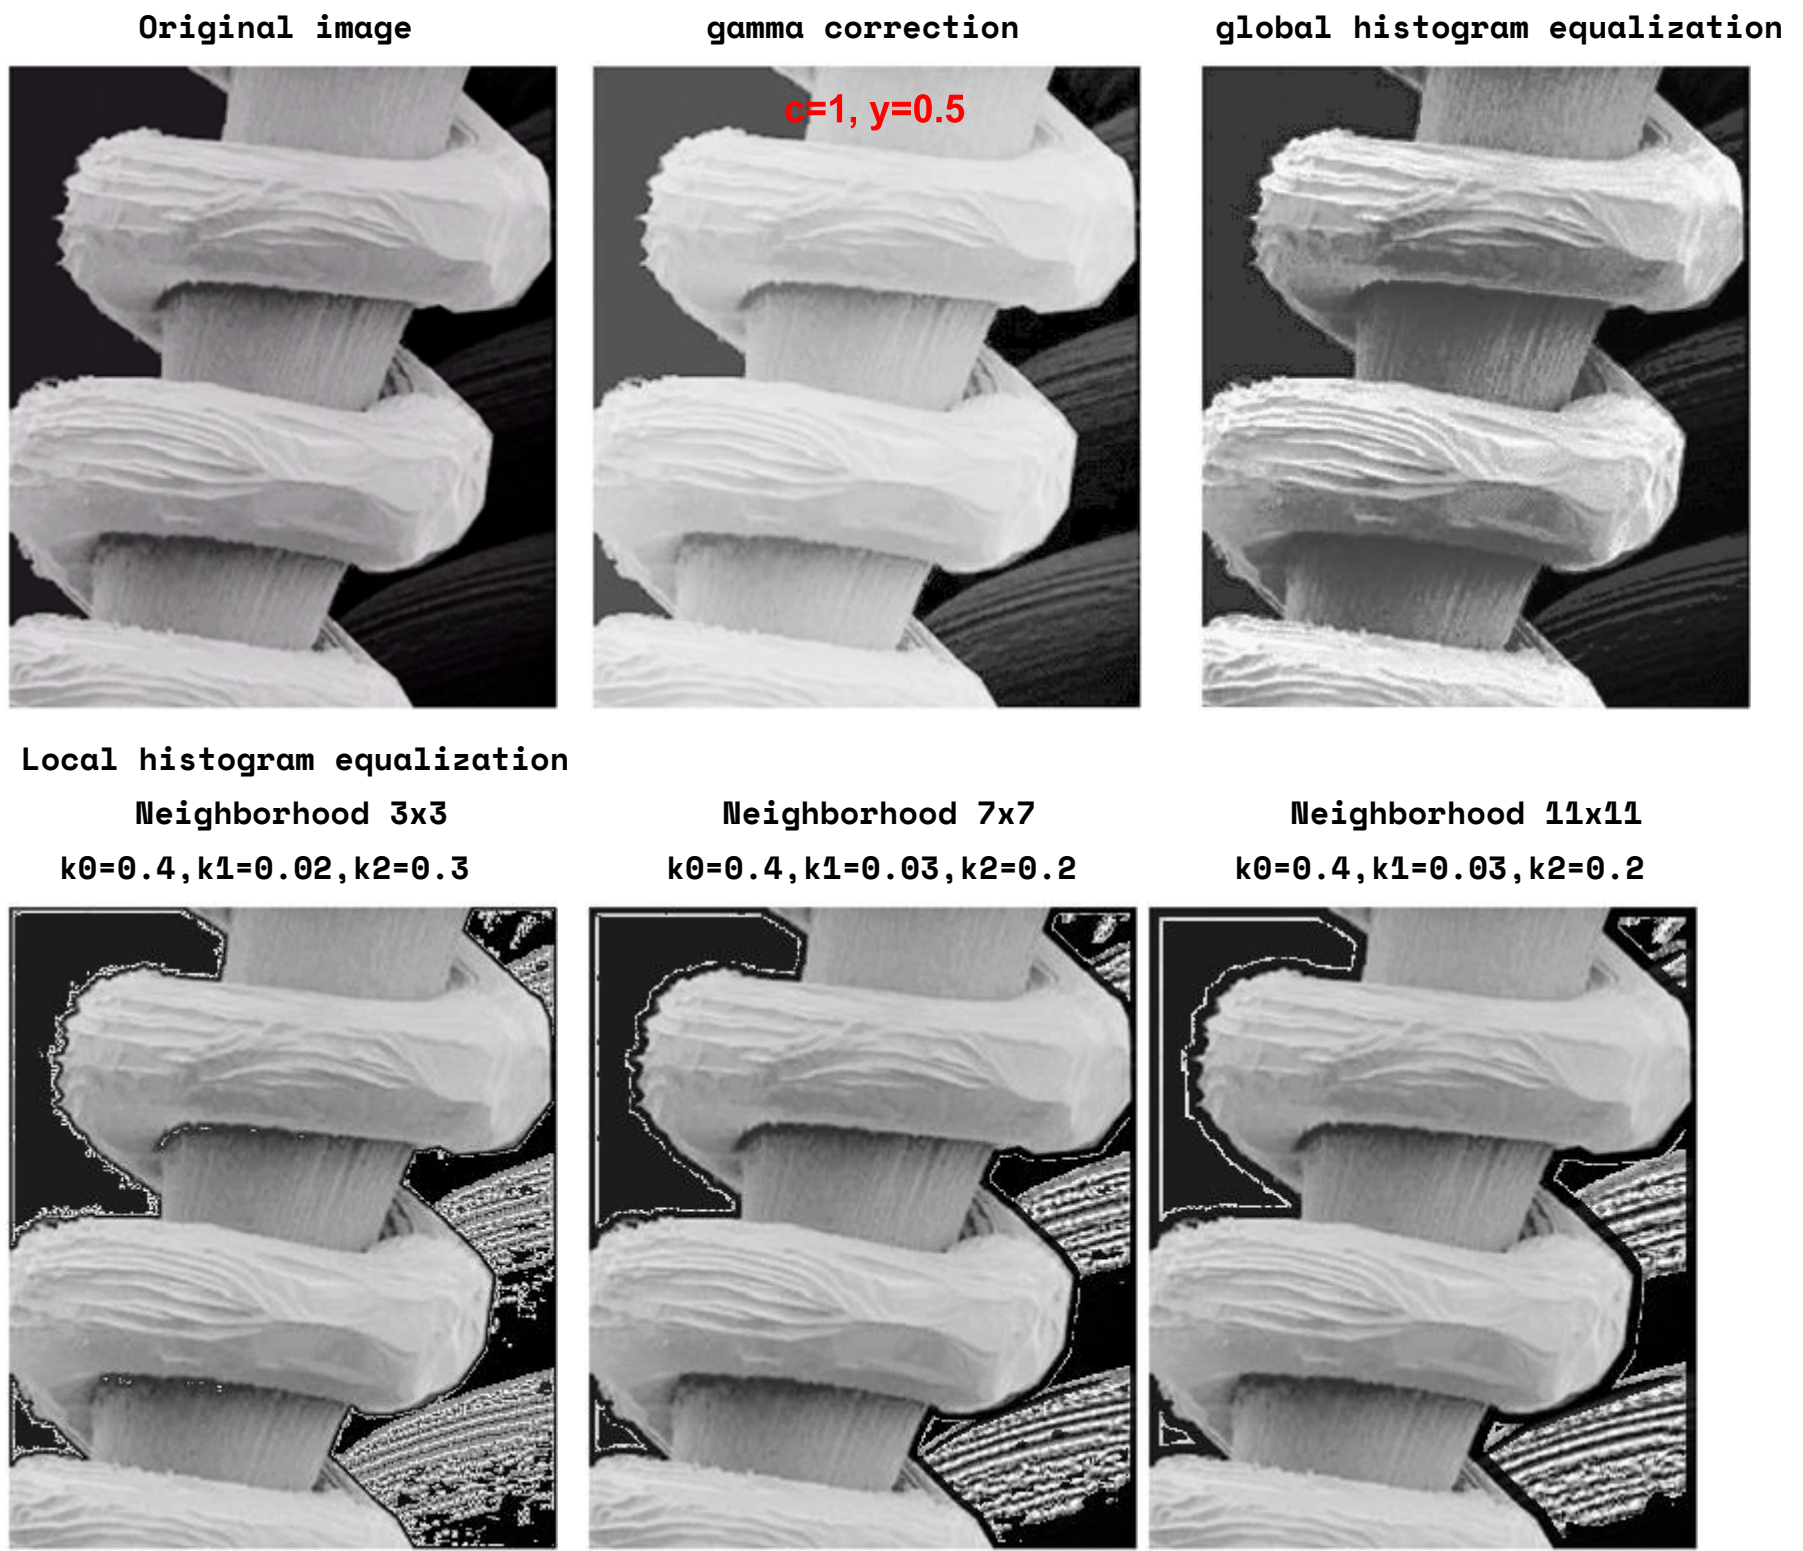 Original image
gamma correction
global histogram equalization
c=1, y=0.5
Local histogram equalization
Neighborhood 3x3
Neighborhood 7x7
Neighborhood 11x11
k0=0.4,k1=0.02,k2=0.3
k0=0.4,k1=0.03,k2=0.2
k0=0.4,k1=0.03,k2=0.2